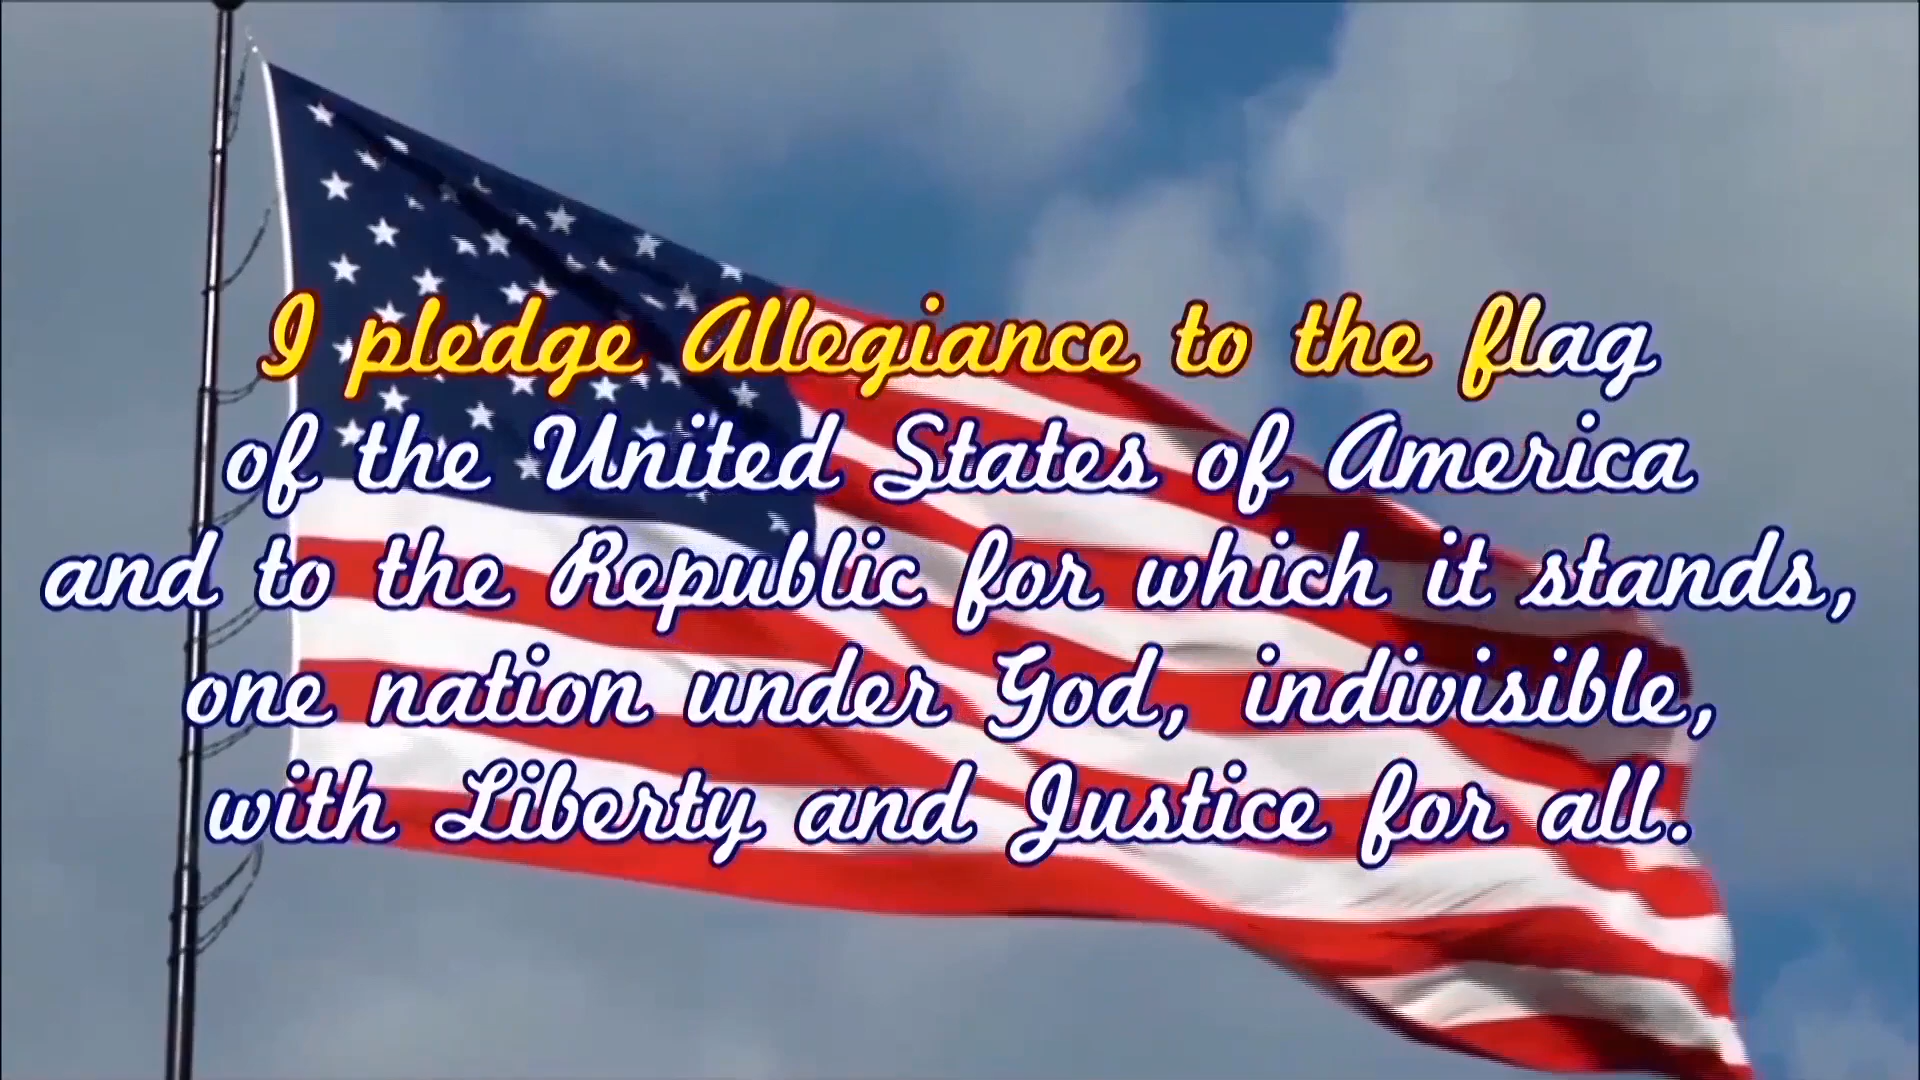 I pledge Allegiance to the flag
of the United States of America
and to the Republic for which it stands,
one nation under God, indivisible,
with Liberty and Justice for all.